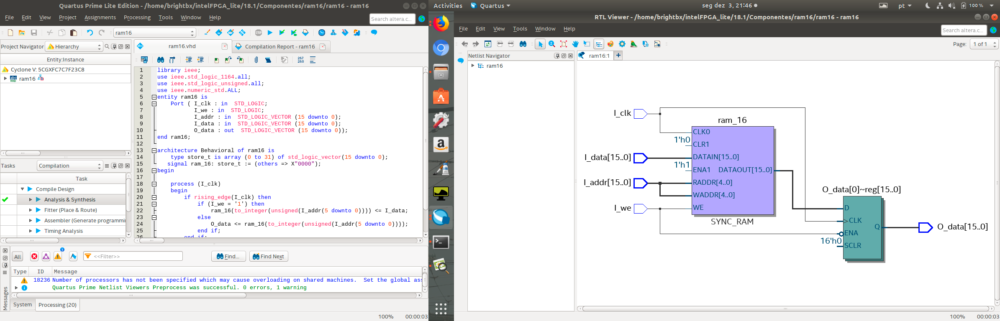 Quartus Prime Lite Edition - /home/brightbx/intelFPGA_lite/18.1/Componentes/ram16/ram16 - ram16
File Edit View Project Assignments Processing Tools Window Help
Search altera.c...
ram16
Project Navigator Hierarchy
Entity:Instance
Cyclone V: 5CGXFC7C7F23C8
ram16
Tasks Compilation
Task
Compile Design
Analysis & Synthesis
Fitter (Place & Route)
Assembler (Generate programmin
Timing Analysis
ram16.vhd
Compilation Report - ram16
267
268
1 library ieee;
2 use ieee.std_logic_1164.all;
3 use ieee.std_logic_unsigned.all;
4 use ieee.numeric_std.ALL;
5 entity ram16 is
6 Port ( I_clk : in STD_LOGIC;
7 I_we : in STD_LOGIC;
8 I_addr : in STD_LOGIC_VECTOR (15 downto 0);
9 I_data : in STD_LOGIC_VECTOR (15 downto 0);
10 O_data : out STD_LOGIC_VECTOR (15 downto 0));
11 end ram16;
12
13 architecture Behavioral of ram16 is
14 type store_t is array (0 to 31) of std_logic_vector(15 downto 0);
15 signal ram_16: store_t := (others => X"0000");
16 begin
17
18 process (I_clk)
19 begin
20 if rising_edge(I_clk) then
21 if (I_we = '1') then
22 ram_16(to_integer(unsigned(I_addr(5 downto 0)))) <= I_data;
23 else
24 O_data <= ram_16(to_integer(unsigned(I_addr(5 downto 0))));
25 end if;
26 end if;
All
3
<<Filter>>
Find...
Find Next
Type ID Message
18236 Number of processors has not been specified which may cause overloading on shared machines. Set the global ass
Quartus Prime Netlist Viewers Preprocess was successful. 0 errors, 1 warning
Messages
System Processing (20)
100% 00:00:03
Activities Quartus
seg dez 3, 21:46
pt
100 %
RTL Viewer - /home/brightbx/intelFPGA_lite/18.1/Componentes/ram16/ram16 - ram16
File Edit View Tools Window Help
Search altera.c...
Page: 1 of 1
Netlist Navigator
ram16
ram16:1
I_clk
I_data[15..0]
I_addr[15..0]
I_we
ram_16
CLK0
1'h0
CLR1
DATAIN[15..0]
1'h1
ENA1 DATAOUT[15..0]
RADDR[4..0]
WADDR[4..0]
WE
SYNC_RAM
O_data[0]~reg[15..0]
D
CLK
Q
ENA
16'h0
SCLR
O_data[15..0]
100% 00:00:03